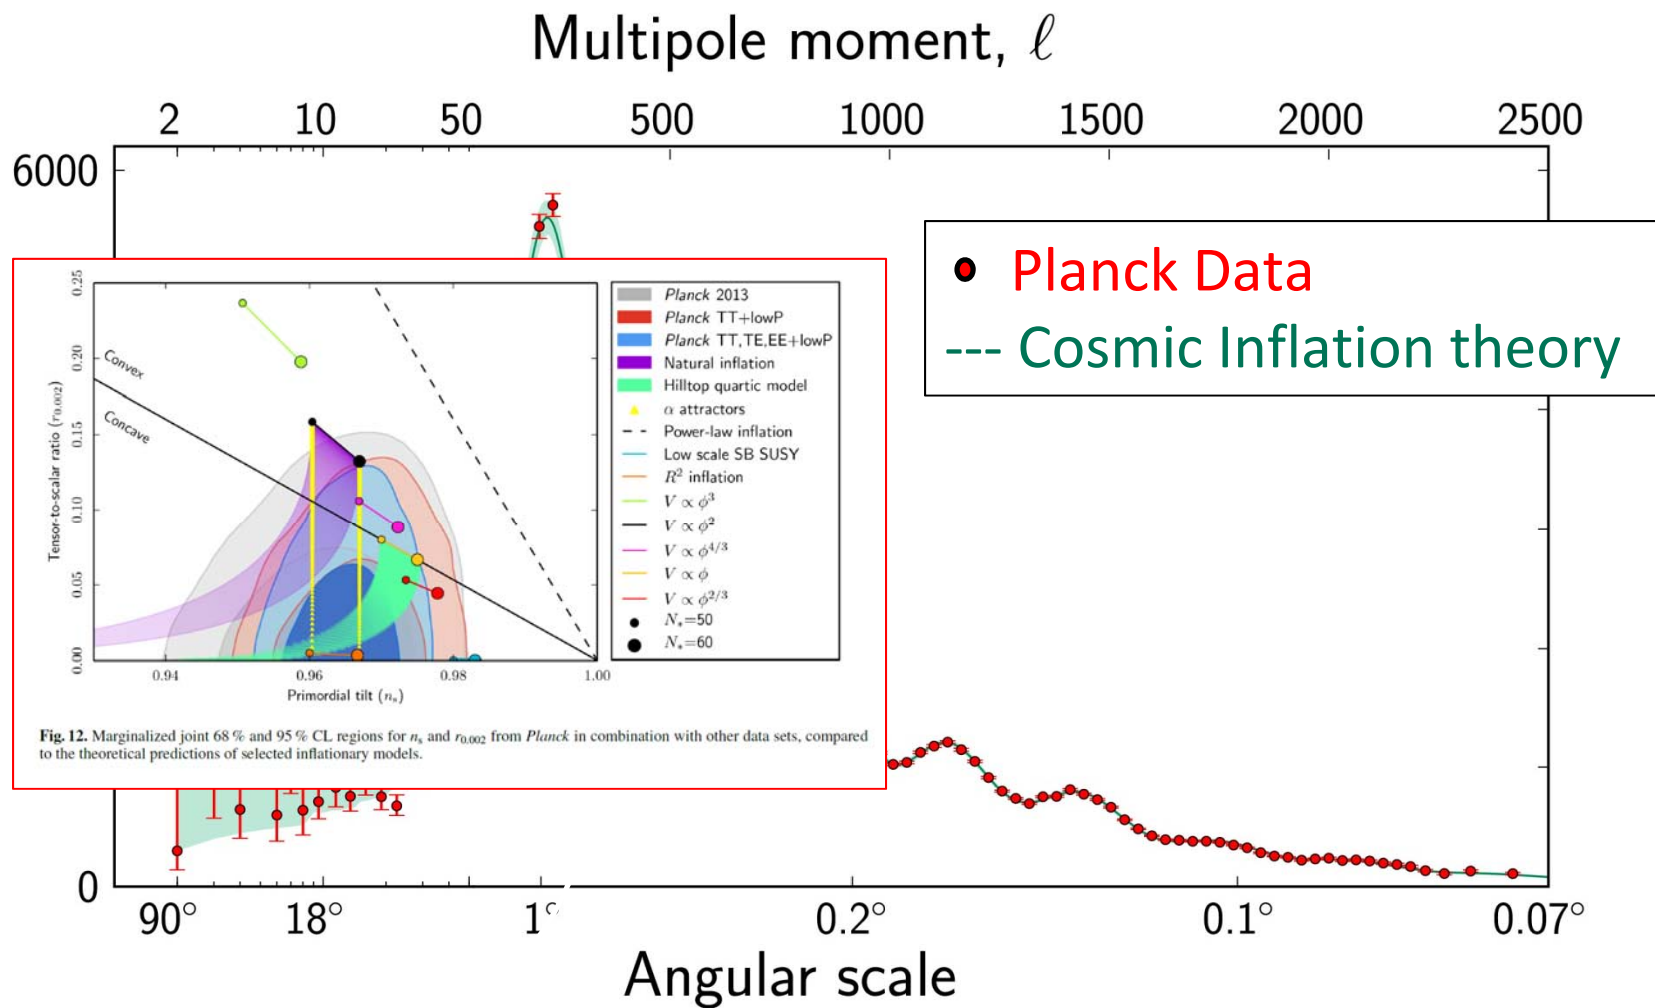 Multipole moment, ℓ
2 10 50 500 1000 1500 2000 2500
6000
Planck Data
--- Cosmic Inflation theory
0.25
0.20
0.15
0.10
0.05
0.00
Tensor-to-scalar ratio (r0.002)
Convex
Concave
0.94 0.96 0.98 1.00
Primordial tilt (ns)
Planck 2013
Planck TT+lowP
Planck TT,TE,EE+lowP
Natural inflation
Hilltop quartic model
α attractors
Power-law inflation
Low scale SB SUSY
R² inflation
V ∝ φ³
V ∝ φ²
V ∝ φ^4/3
V ∝ φ
V ∝ φ^2/3
N*=50
N*=60
Fig. 12. Marginalized joint 68 % and 95 % CL regions for ns and r0.002 from Planck in combination with other data sets, compared
to the theoretical predictions of selected inflationary models.
0
90° 18° 1° 0.2° 0.1° 0.07°
Angular scale